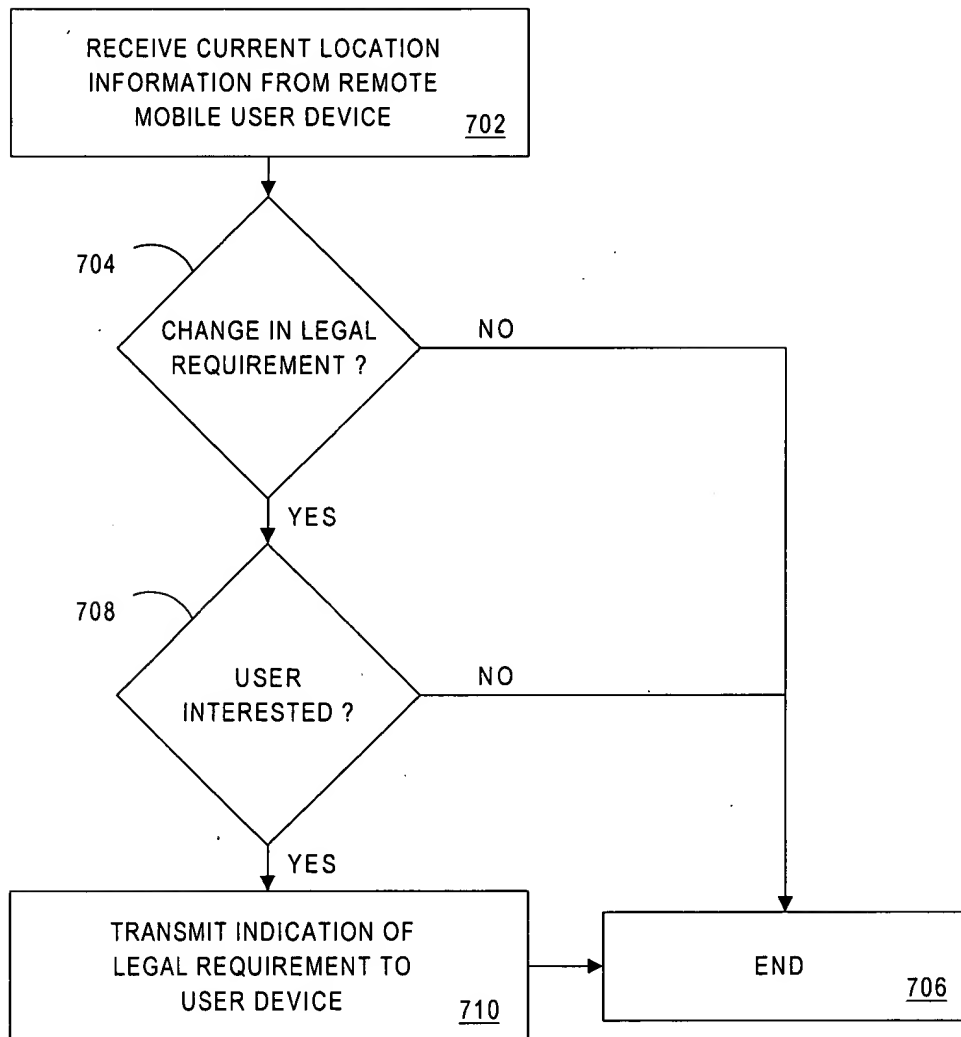 RECEIVE CURRENT LOCATION
INFORMATION FROM REMOTE
MOBILE USER DEVICE
702
704
CHANGE IN LEGAL
REQUIREMENT ?
NO
YES
708
USER
INTERESTED ?
NO
YES
TRANSMIT INDICATION OF
LEGAL REQUIREMENT TO
USER DEVICE
710
END
706